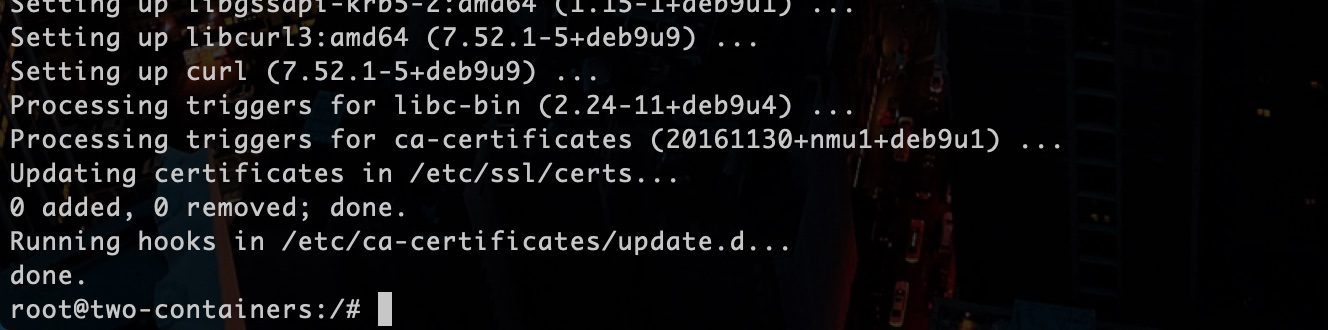 Setting up libgssapi-krb5-2:amd64 (1.15-1+deb9u1) ...
Setting up libcurl3:amd64 (7.52.1-5+deb9u9) ...
Setting up curl (7.52.1-5+deb9u9) ...
Processing triggers for libc-bin (2.24-11+deb9u4) ...
Processing triggers for ca-certificates (20161130+nmu1+deb9u1) ...
Updating certificates in /etc/ssl/certs...
0 added, 0 removed; done.
Running hooks in /etc/ca-certificates/update.d...
done.
root@two-containers:/#